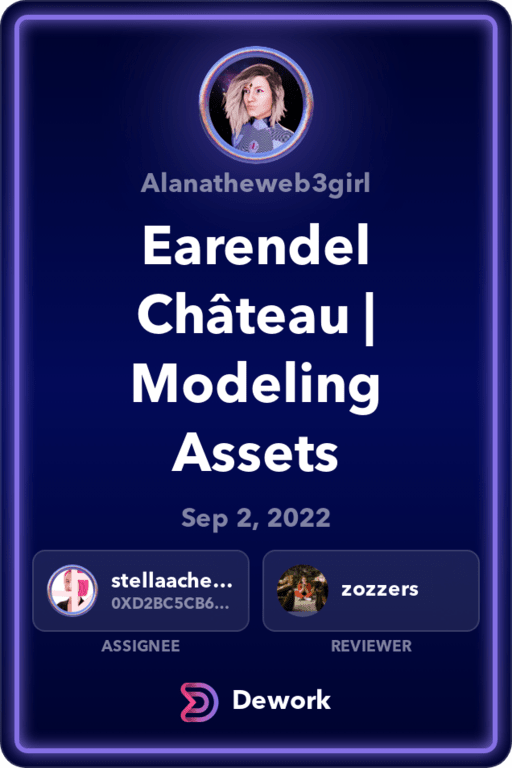 Alanatheweb3girl
Earendel
Château |
Modeling
Assets
Sep 2, 2022
stellaache...
0XD2BC5CB6...
zozzers
ASSIGNEE
REVIEWER
Dework